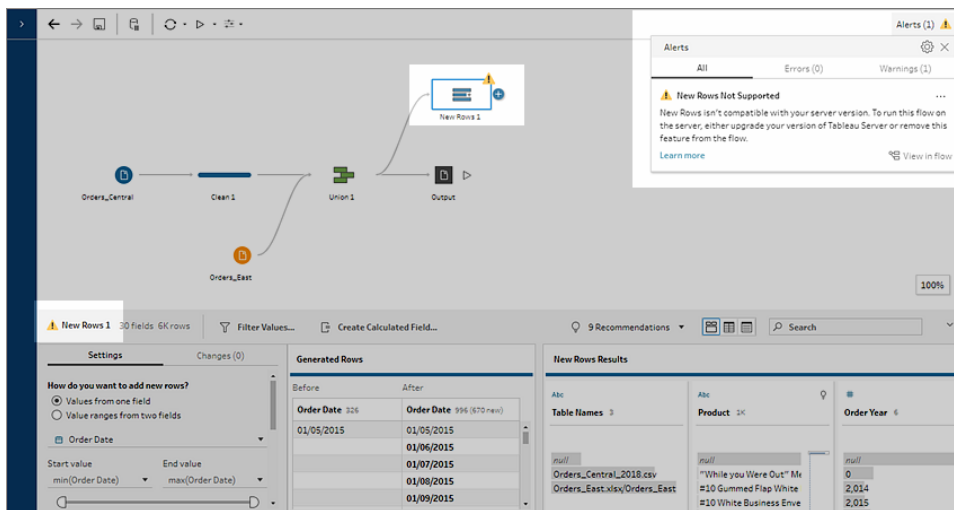 Alerts (1)
Alerts
All
Errors (0)
Warnings (1)
New Rows Not Supported
...
New Rows isn't compatible with your server version. To run this flow on
the server, either upgrade your version of Tableau Server or remove this
feature from the flow.
Learn more
View in flow
New Rows 1
Orders_Central
Clean 1
Union 1
Output
Orders_East
100%
New Rows 1
30 fields
6K rows
Filter Values...
Create Calculated Field...
9 Recommendations
Search
Settings
Changes (0)
How do you want to add new rows?
Values from one field
Value ranges from two fields
Order Date
Start value
End value
min(Order Date)
max(Order Date)
Generated Rows
Before
After
Order Date 326
Order Date 996 (670 new)
01/05/2015
01/05/2015
01/06/2015
01/07/2015
01/08/2015
01/09/2015
New Rows Results
Abc
Table Names 3
null
Orders_Central_2018.csv
Orders_East.xlsx/Orders_East
Abc
Product 1K
null
"While you Were Out" Me
#10 Gummed Flap White
#10 White Business Enve
#
Order Year 6
null
0
2,014
2,015